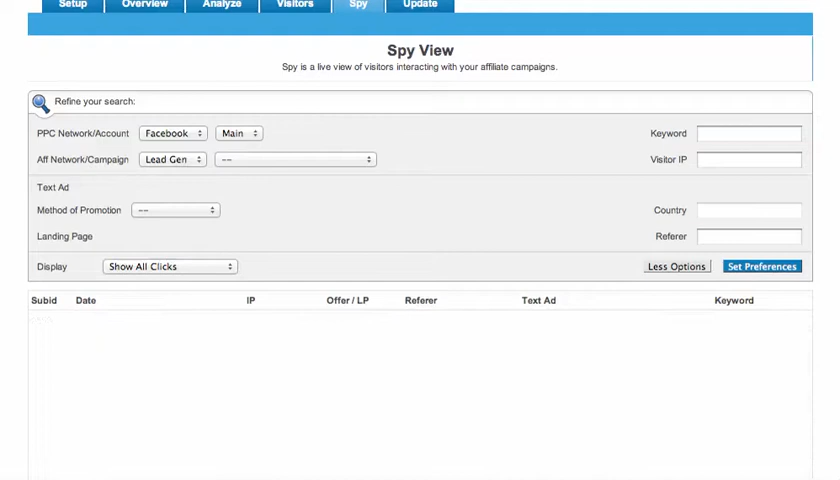 Setup Overview Analyze Visitors Spy Update
Spy View
Spy is a live view of visitors interacting with your affiliate campaigns.
Refine your search:
PPC Network/Account Facebook Main Keyword
Aff Network/Campaign Lead Gen -- Visitor IP
Text Ad
Method of Promotion -- Country
Landing Page Referer
Display Show All Clicks Less Options Set Preferences
Subid Date IP Offer / LP Referer Text Ad Keyword